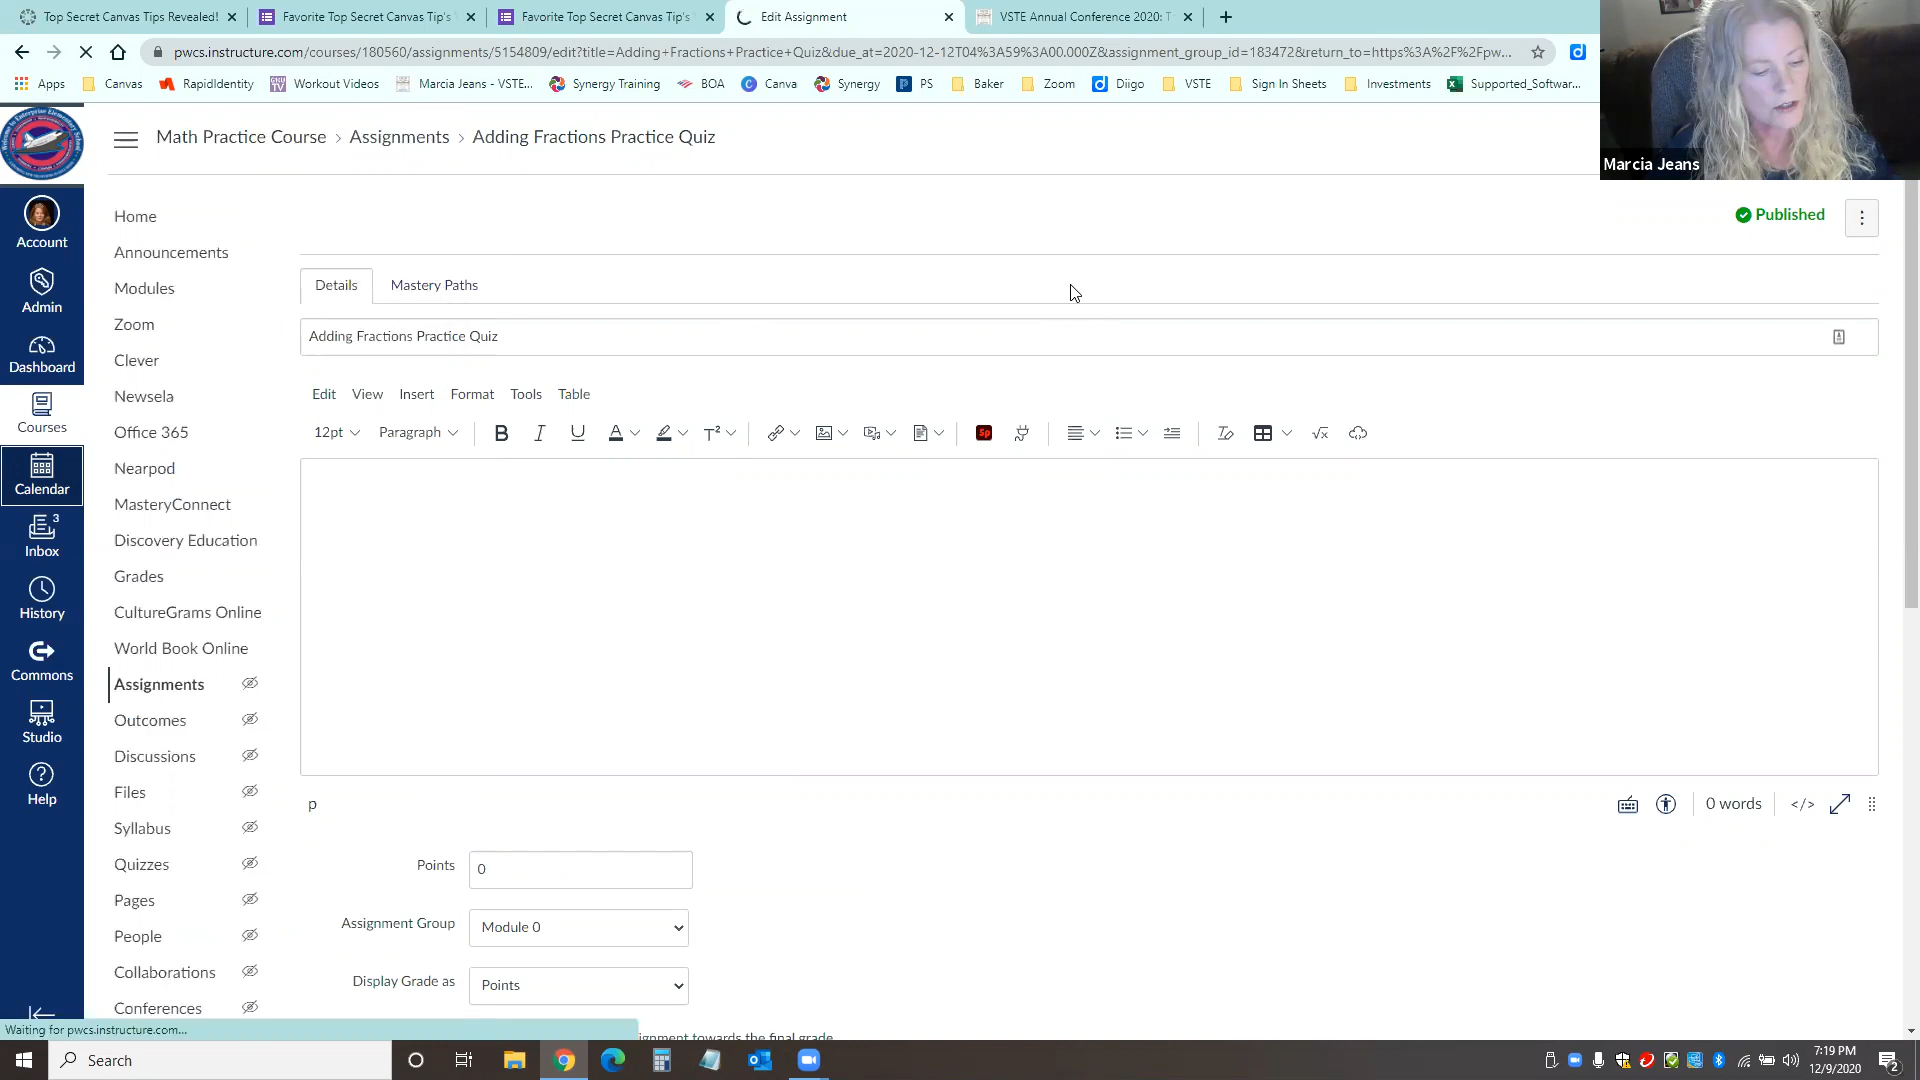 Top Secret Canvas Tips Revealed!
Favorite Top Secret Canvas Tip's
Favorite Top Secret Canvas Tip's
Edit Assignment
VSTE Annual Conference 2020: T
pwcs.instructure.com/courses/180560/assignments/5154809/edit?title=Adding+Fractions+Practice+Quiz&due_at=2020-12-12T04%3A59%3A00.000Z&assignment_group_id=183472&return_to=https%3A%2F%2Fpw...
Apps
Canvas
RapidIdentity
Workout Videos
Marcia Jeans - VSTE...
Synergy Training
BOA
Canva
Synergy
PS
Baker
Zoom
Diigo
VSTE
Sign In Sheets
Investments
Supported_Softwar...
Marcia Jeans
Math Practice Course › Assignments › Adding Fractions Practice Quiz
Account
Admin
Dashboard
Courses
Calendar
3
Inbox
History
Commons
Studio
Help
Home
Announcements
Modules
Zoom
Clever
Newsela
Office 365
Nearpod
MasteryConnect
Discovery Education
Grades
CultureGrams Online
World Book Online
Assignments
Outcomes
Discussions
Files
Syllabus
Quizzes
Pages
People
Collaborations
Conferences
Published
Details
Mastery Paths
Adding Fractions Practice Quiz
Edit View Insert Format Tools Table
12pt Paragraph
p
0 words </>
Points 0
Assignment Group Module 0
Display Grade as Points
ignment towards the final grade
Waiting for pwcs.instructure.com...
Search
7:19 PM
12/9/2020
2